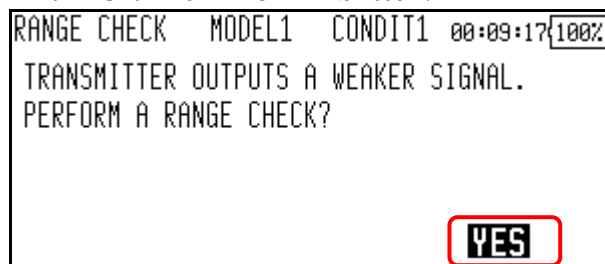 RANGE CHECK MODEL1 CONDIT1 00:09:17 100%
TRANSMITTER OUTPUTS A WEAKER SIGNAL.
PERFORM A RANGE CHECK?
YES